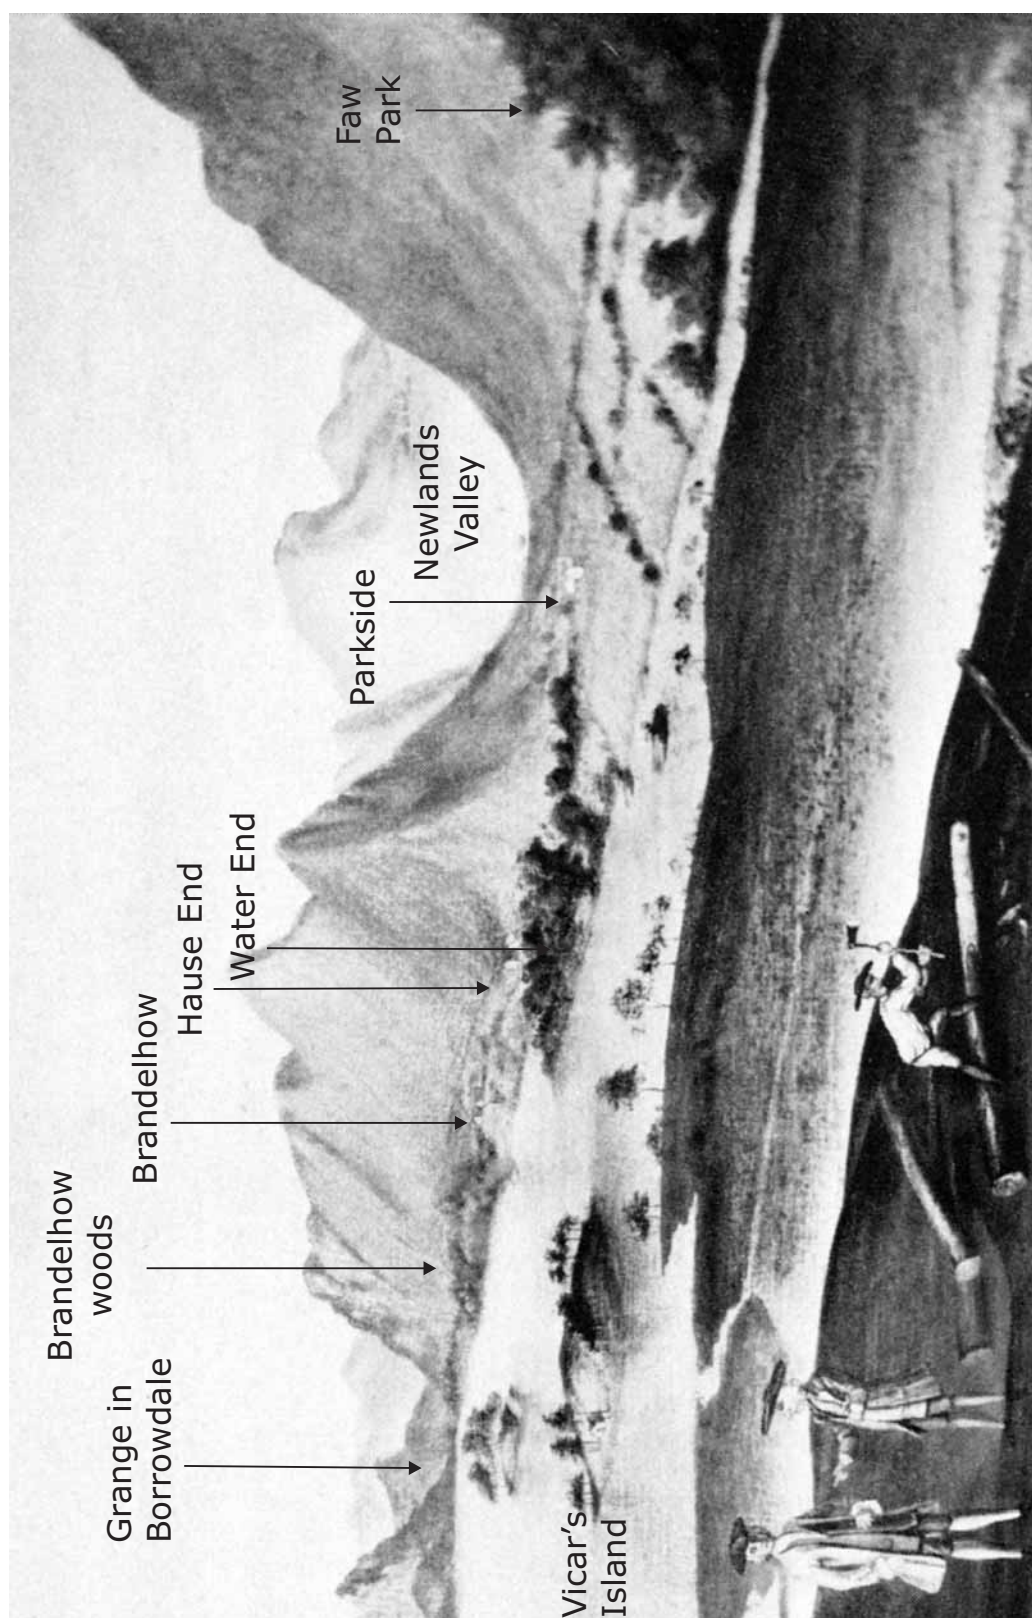 Grange in
Borrowdale
Brandelhow
woods
Brandelhow
Hause End
Water End
Parkside
Newlands
Valley
Faw
Park
Vicar's
Island